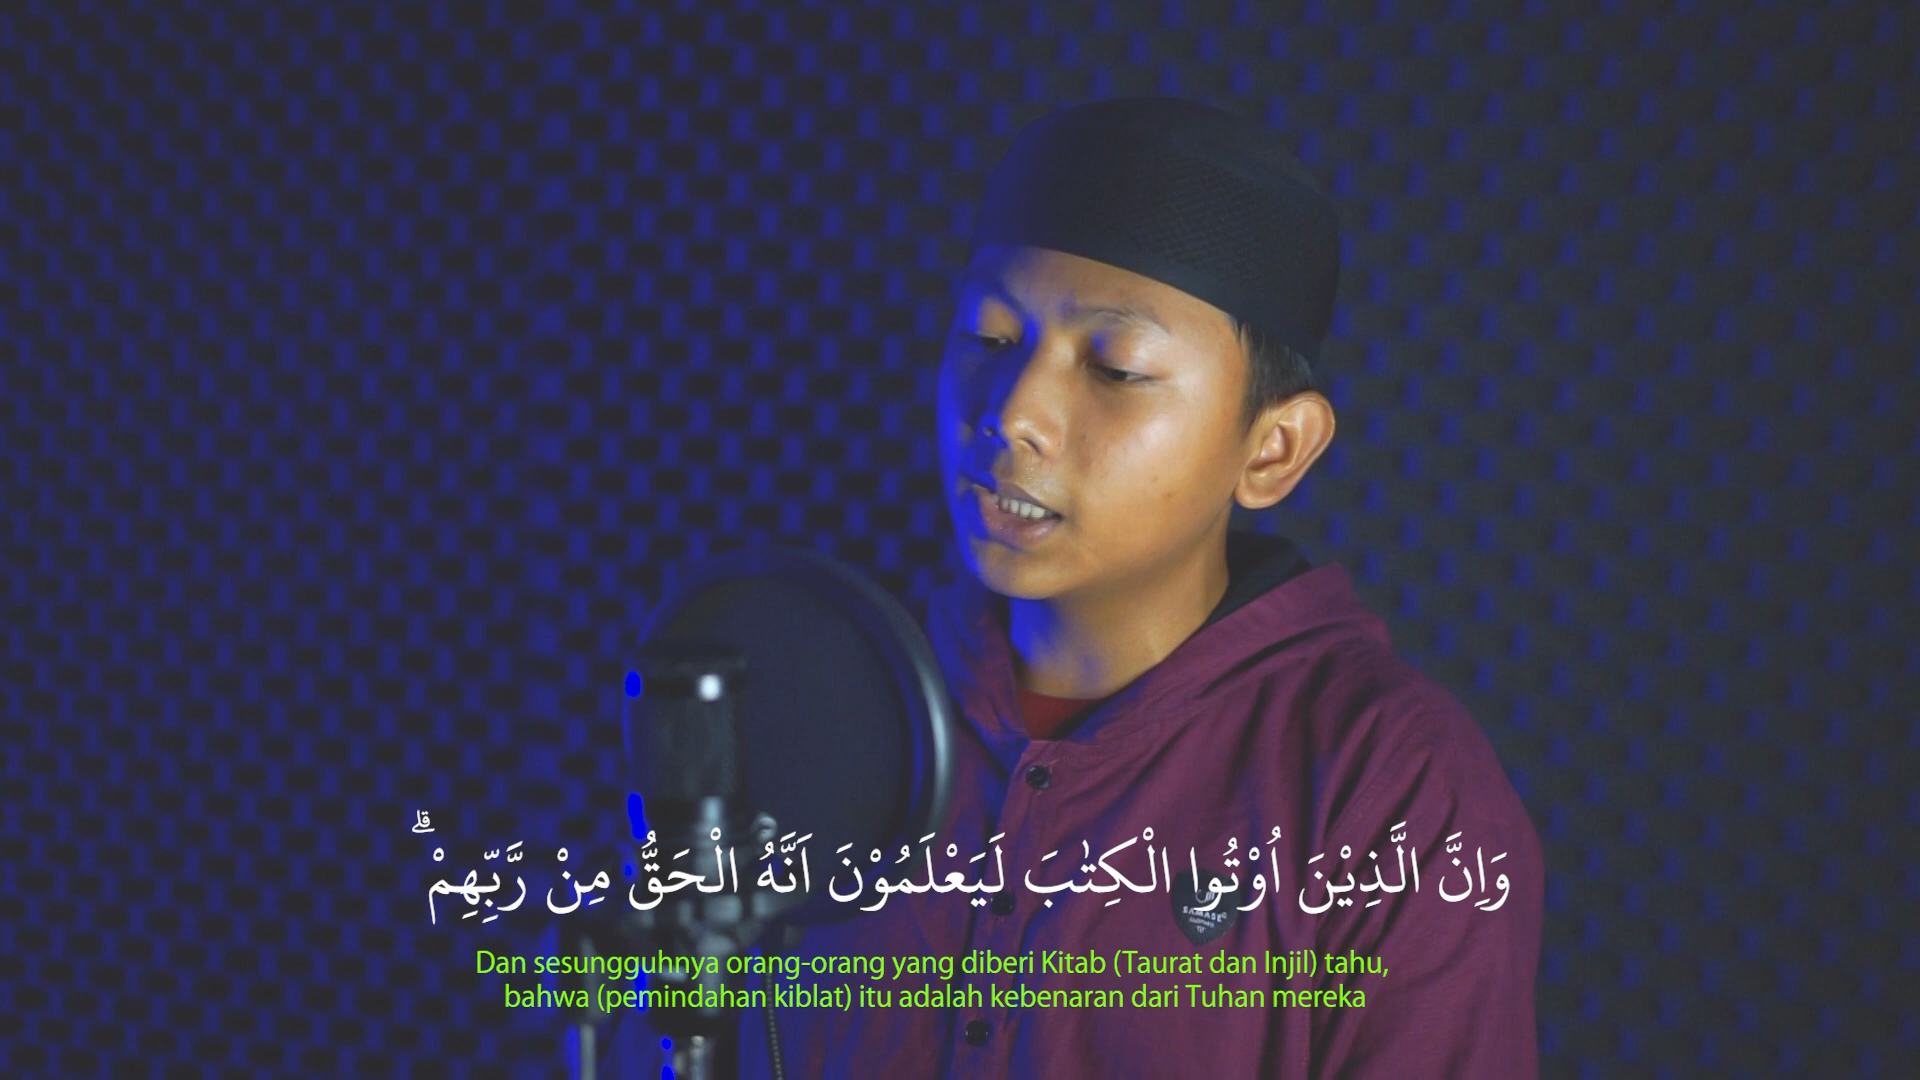 وَاِنَّ الَّذِيْنَ اُوْتُوا الْكِتٰبَ لَيَعْلَمُوْنَ اَنَّهُ الْحَقُّ مِنْ رَّبِّهِمْ ۗ
Dan sesungguhnya orang-orang yang diberi Kitab (Taurat dan Injil) tahu,
bahwa (pemindahan kiblat) itu adalah kebenaran dari Tuhan mereka